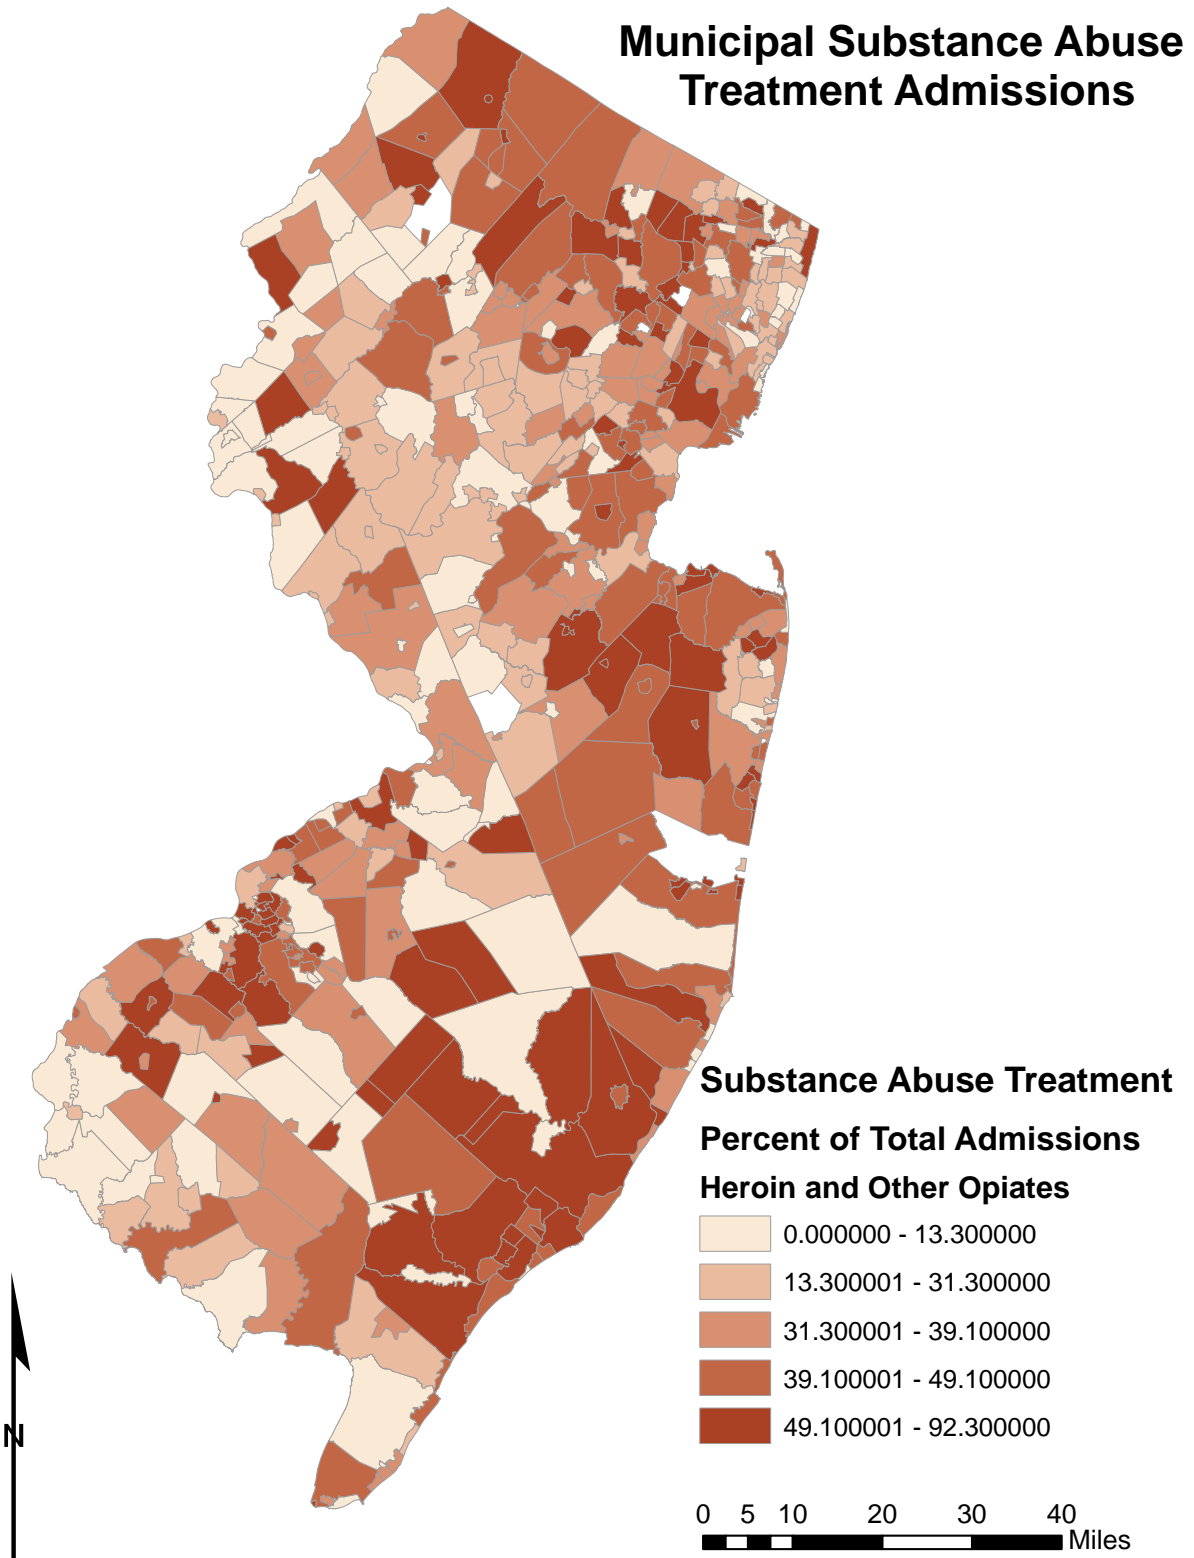 Municipal Substance Abuse
Treatment Admissions
Substance Abuse Treatment
Percent of Total Admissions
Heroin and Other Opiates
0.000000 - 13.300000
13.300001 - 31.300000
31.300001 - 39.100000
39.100001 - 49.100000
49.100001 - 92.300000
N
0 5 10 20 30 40
Miles